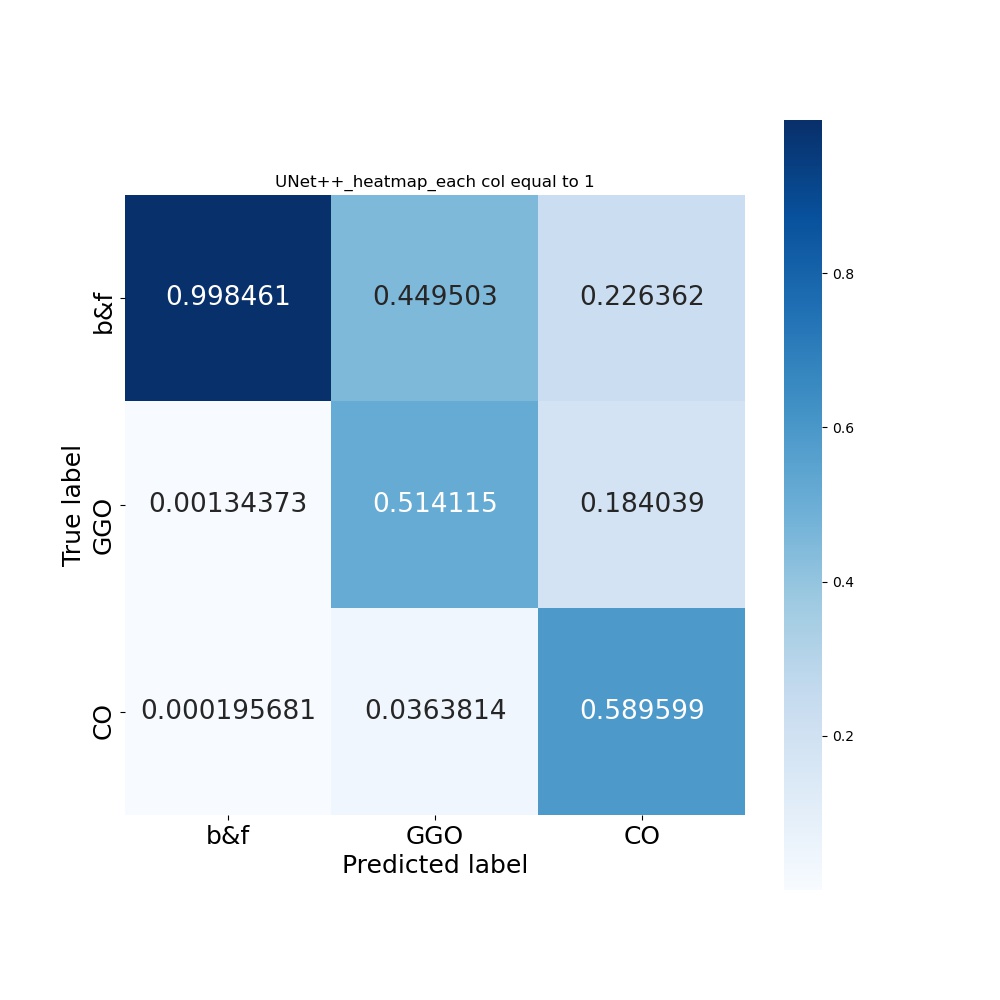 UNet++_heatmap_each col equal to 1
b&f
0.998461
0.449503
0.226362
0.8
True label
GGO
0.00134373
0.514115
0.184039
0.6
0.4
CO
0.000195681
0.0363814
0.589599
0.2
b&f
GGO
CO
Predicted label